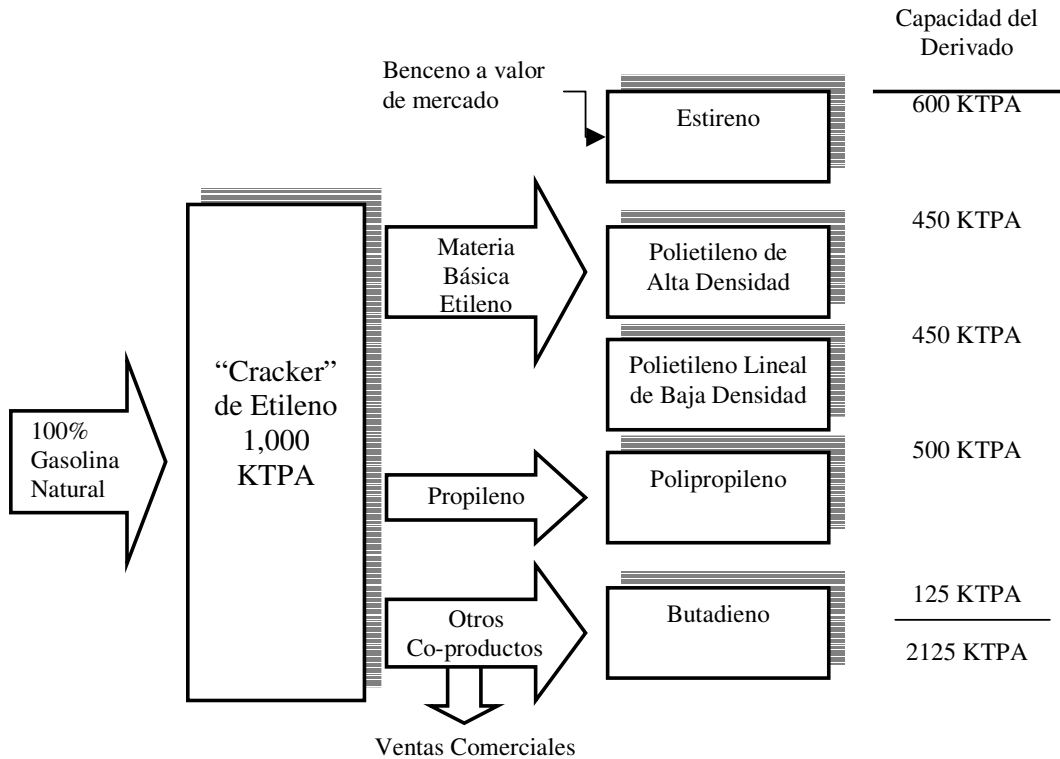 Capacidad del
Derivado
Benceno a valor
de mercado
Estireno
600 KTPA
Materia
Básica
Etileno
Polietileno de
Alta Densidad
450 KTPA
Polietileno Lineal
de Baja Densidad
450 KTPA
100%
Gasolina
Natural
“Cracker”
de Etileno
1,000
KTPA
Propileno
Polipropileno
500 KTPA
Otros
Co-productos
Butadieno
125 KTPA
2125 KTPA
Ventas Comerciales